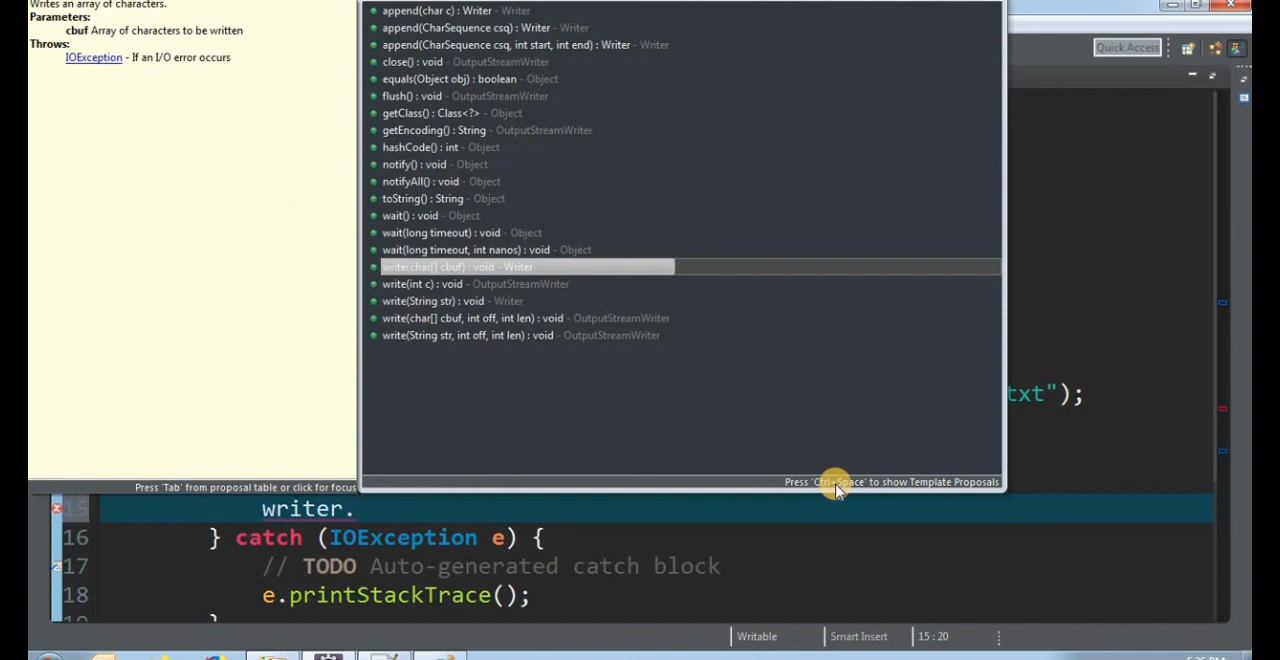 Writes an array of characters.
Parameters:
cbuf Array of characters to be written
Throws:
IOException - If an I/O error occurs
Press 'Tab' from proposal table or click for focus
append(char c) : Writer - Writer
append(CharSequence csq) : Writer - Writer
append(CharSequence csq, int start, int end) : Writer - Writer
close() : void - OutputStreamWriter
equals(Object obj) : boolean - Object
flush() : void - OutputStreamWriter
getClass() : Class<?> - Object
getEncoding() : String - OutputStreamWriter
hashCode() : int - Object
notify() : void - Object
notifyAll() : void - Object
toString() : String - Object
wait() : void - Object
wait(long timeout) : void - Object
wait(long timeout, int nanos) : void - Object
write(char[] cbuf) : void - Writer
write(int c) : void - OutputStreamWriter
write(String str) : void - Writer
write(char[] cbuf, int off, int len) : void - OutputStreamWriter
write(String str, int off, int len) : void - OutputStreamWriter
Press 'Ctrl+Space' to show Template Proposals
Quick Access
txt");
15 writer.
16 } catch (IOException e) {
17 // TODO Auto-generated catch block
18 e.printStackTrace();
}
Writable
Smart Insert
15 : 20